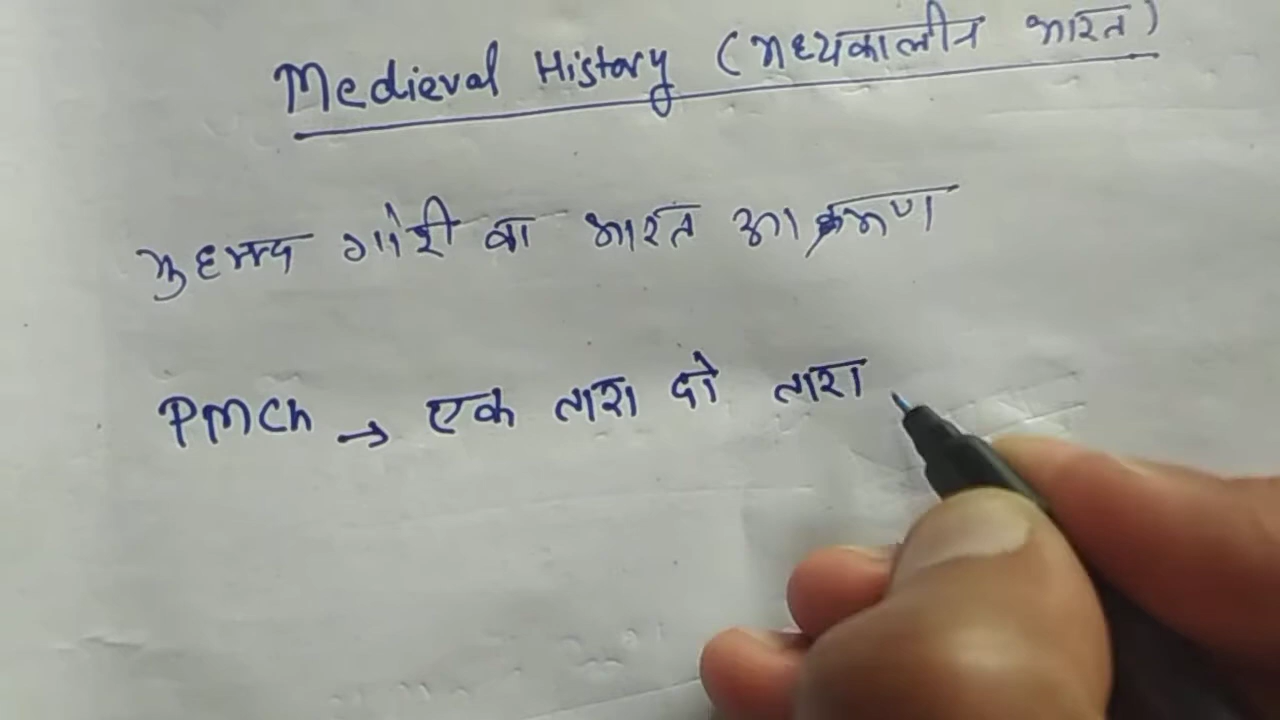 Medieval History (मध्यकालीन भारत)
मुहम्मद गोरी का भारत आक्रमण
PMCh → एक तारा दो तारा